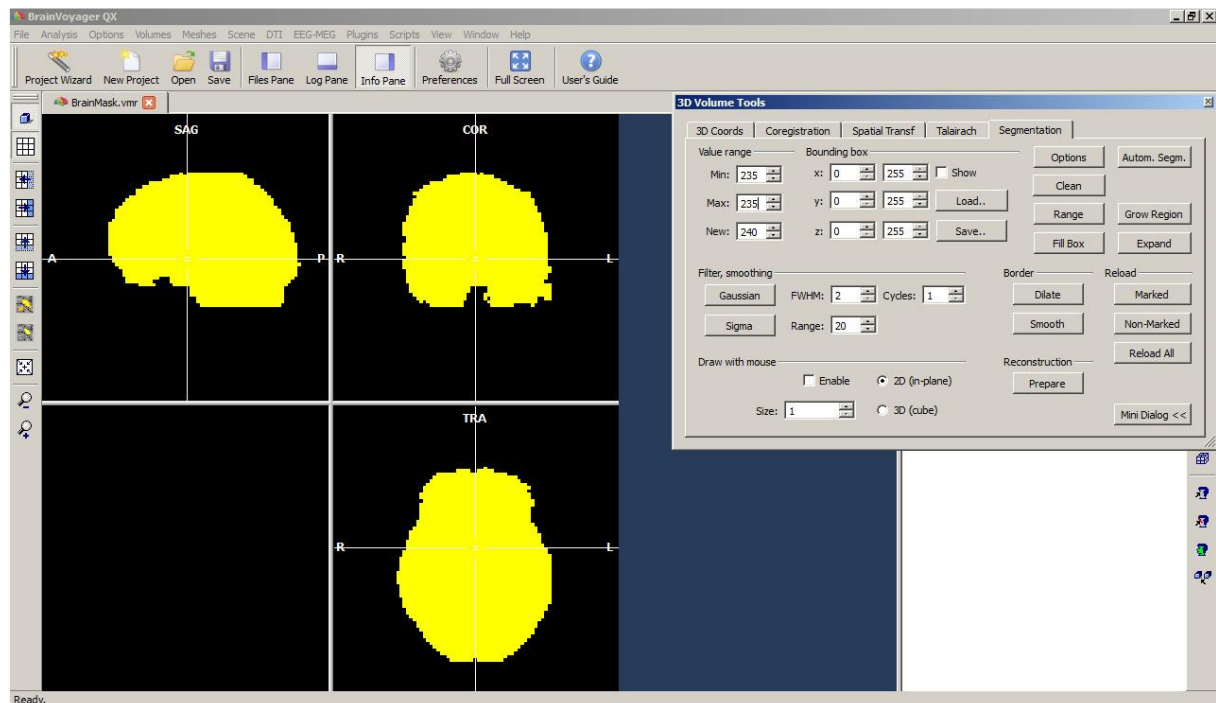 BrainVoyager QX
File Analysis Options Volumes Meshes Scene DTI EEG-MEG Plugins Scripts View Window Help
Project Wizard New Project Open Save Files Pane Log Pane Info Pane Preferences Full Screen User's Guide
BrainMask.vmr
SAG
COR
A
P
R
L
TRA
R
L
3D Volume Tools
3D Coords Coregistration Spatial Transf Talairach Segmentation
Value range Bounding box
Min: 235 x: 0 255 Show
Max: 235 y: 0 255 Load..
New: 240 z: 0 255 Save..
Options Autom. Segm.
Clean
Range Grow Region
Fill Box Expand
Filter, smoothing
Gaussian FWHM: 2 Cycles: 1
Sigma Range: 20
Border Reload
Dilate Marked
Smooth Non-Marked
Reload All
Draw with mouse
Enable 2D (in-plane)
Size: 1 3D (cube)
Reconstruction
Prepare
Mini Dialog <<
Ready.